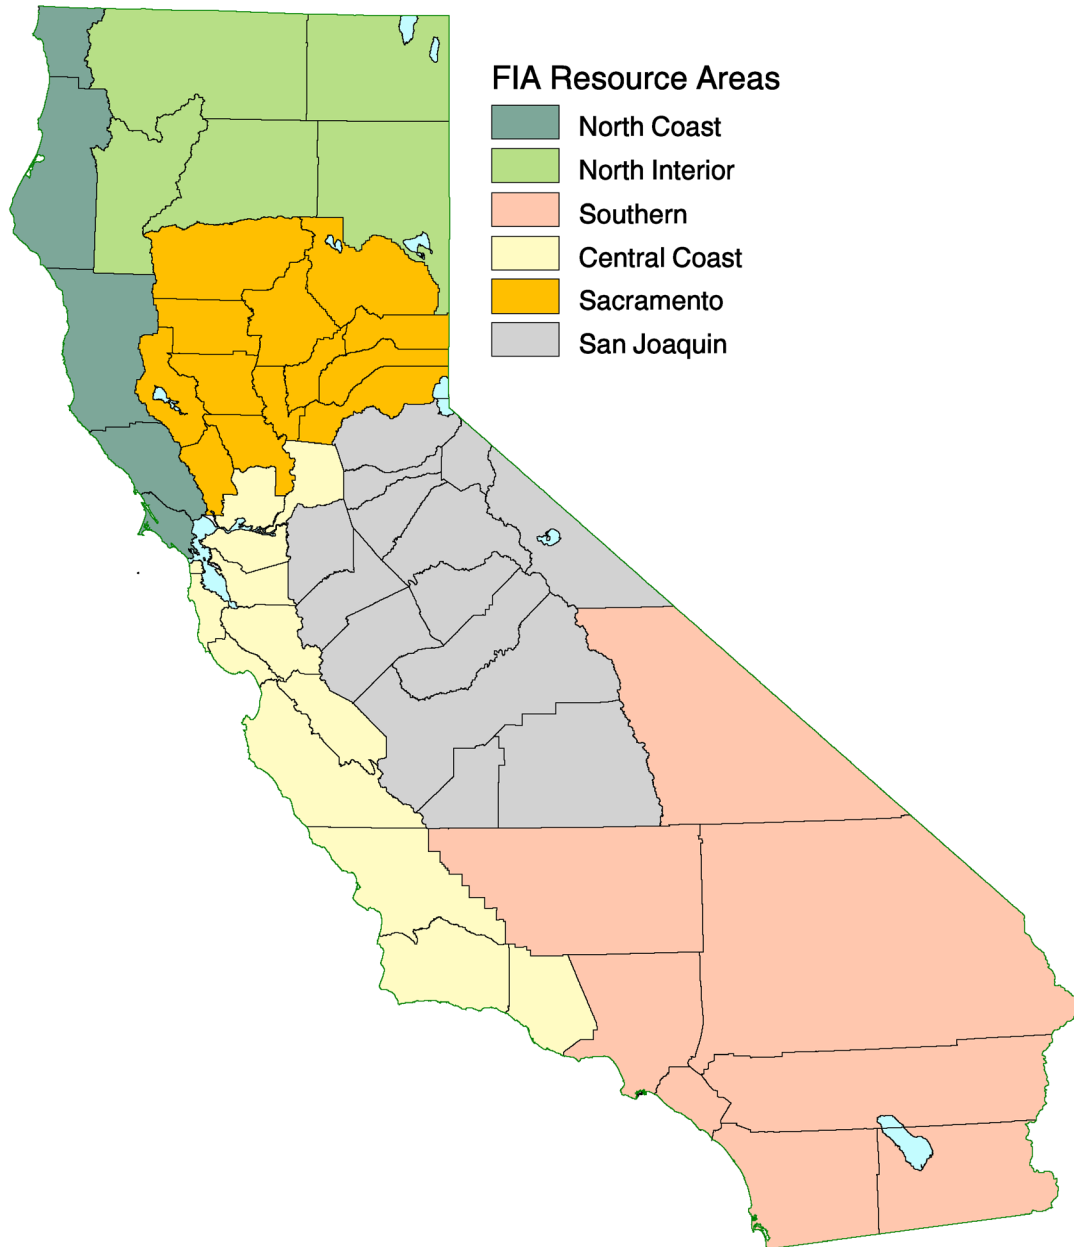 FIA Resource Areas
North Coast
North Interior
Southern
Central Coast
Sacramento
San Joaquin